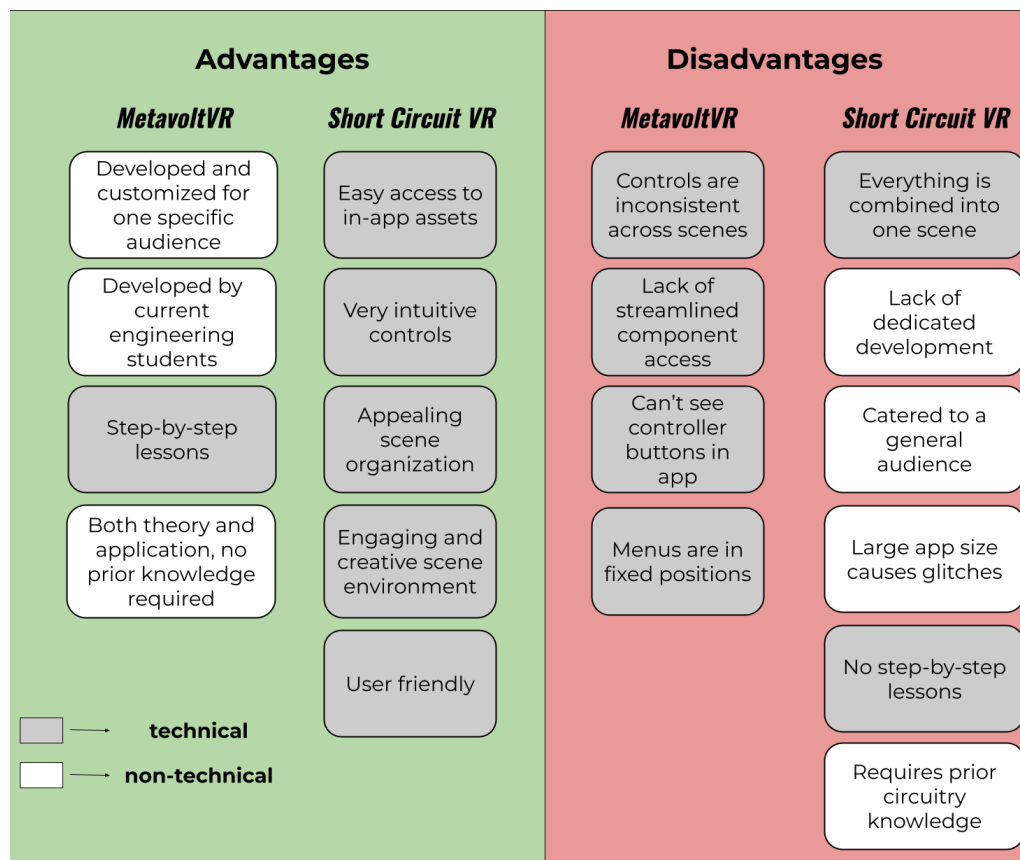 Advantages
MetavoltVR
Developed and
customized for
one specific
audience
Developed by
current
engineering
students
Step-by-step
lessons
Both theory and
application, no
prior knowledge
required
Short Circuit VR
Easy access to
in-app assets
Very intuitive
controls
Appealing
scene
organization
Engaging and
creative scene
environment
User friendly
technical
non-technical
Disadvantages
MetavoltVR
Controls are
inconsistent
across scenes
Lack of
streamlined
component
access
Can’t see
controller
buttons in
app
Menus are in
fixed positions
Short Circuit VR
Everything is
combined into
one scene
Lack of
dedicated
development
Catered to a
general
audience
Large app size
causes glitches
No step-by-step
lessons
Requires prior
circuitry
knowledge